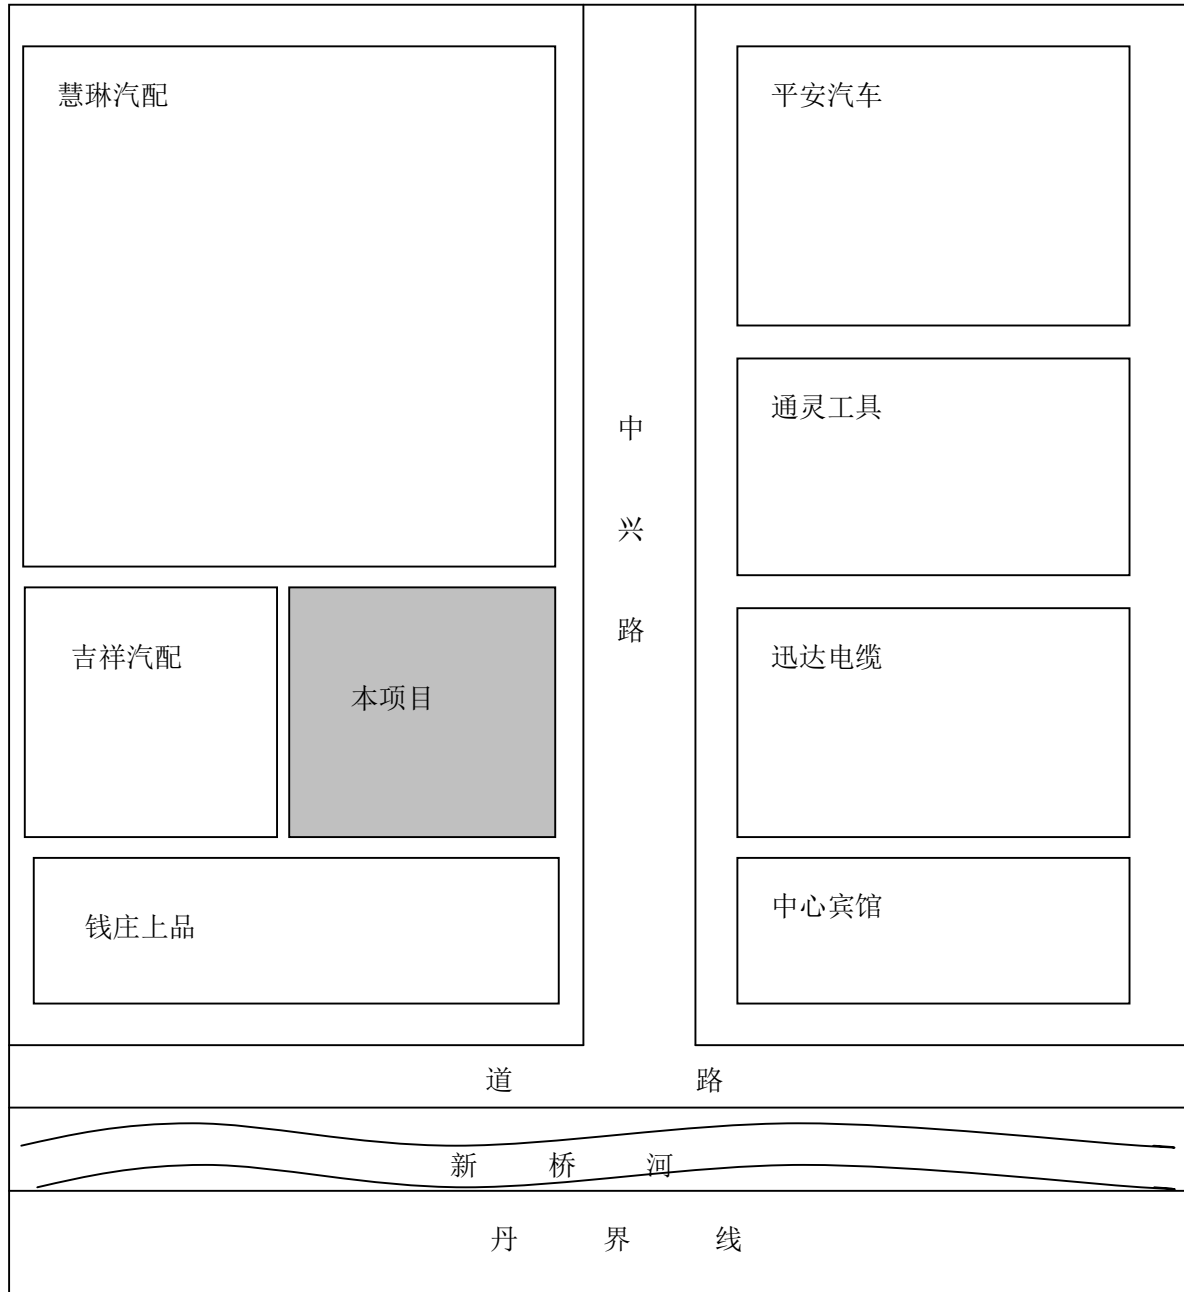 慧琳汽配
平安汽车
通灵工具
中
兴
路
吉祥汽配
本项目
迅达电缆
钱庄上品
中心宾馆
道 路
新 桥 河
丹 界 线